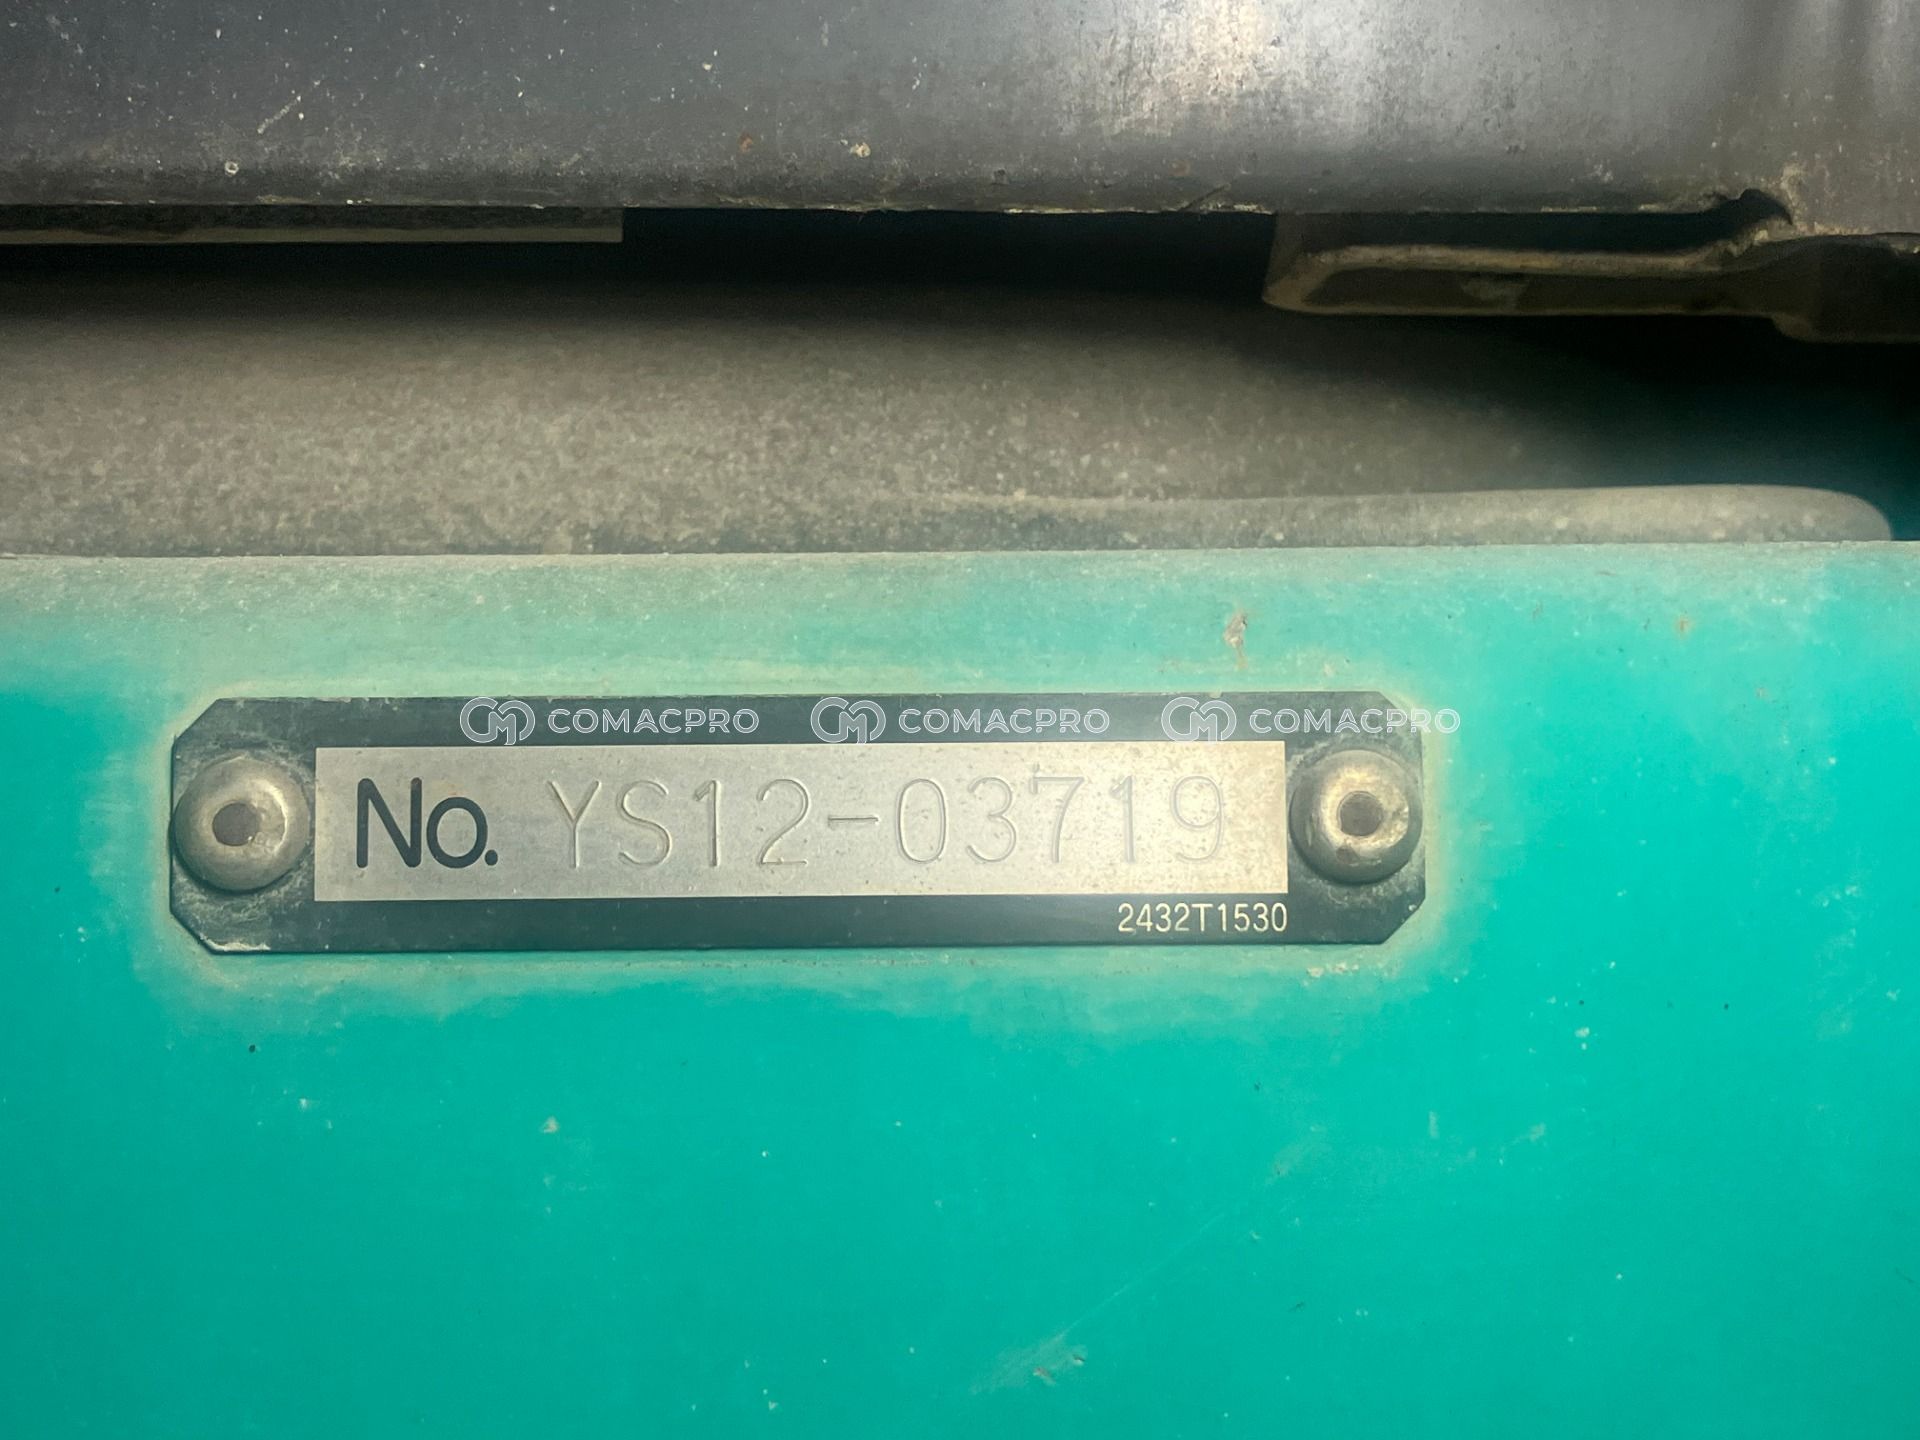 COMACPRO COMACPRO COMACPRO
No. YS12-03719
2432T1530